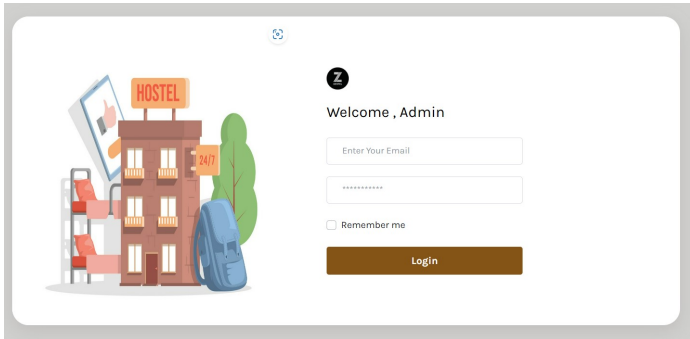 HOSTEL
24/7
Z
Welcome , Admin
Enter Your Email
***********
Remember me
Login